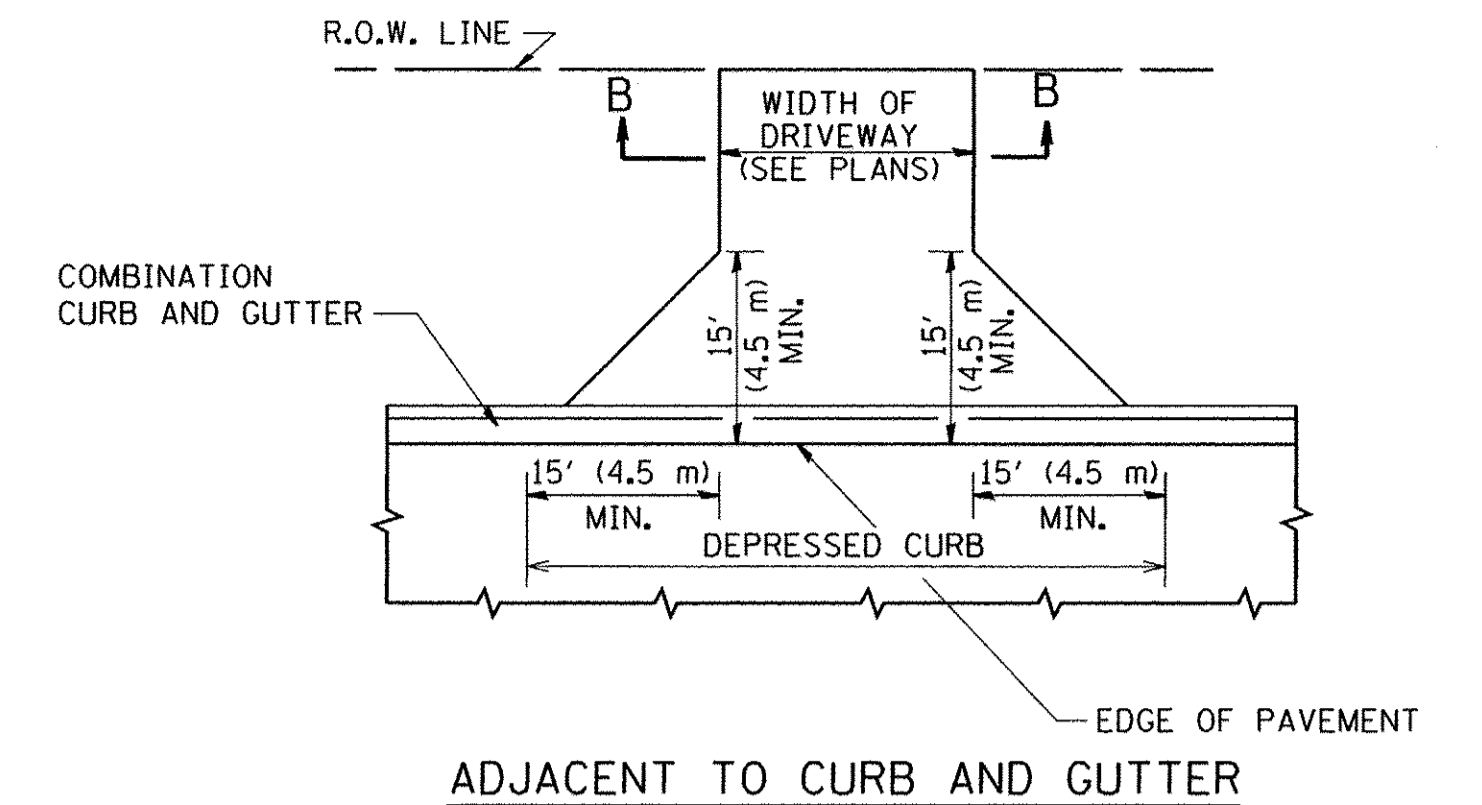 R.O.W. LINE
B
B
WIDTH OF
DRIVEWAY
(SEE PLANS)
COMBINATION
CURB AND GUTTER
15'
(4.5 m)
MIN.
15'
(4.5 m)
MIN.
15' (4.5 m)
MIN.
15' (4.5 m)
MIN.
DEPRESSED CURB
EDGE OF PAVEMENT
ADJACENT TO CURB AND GUTTER